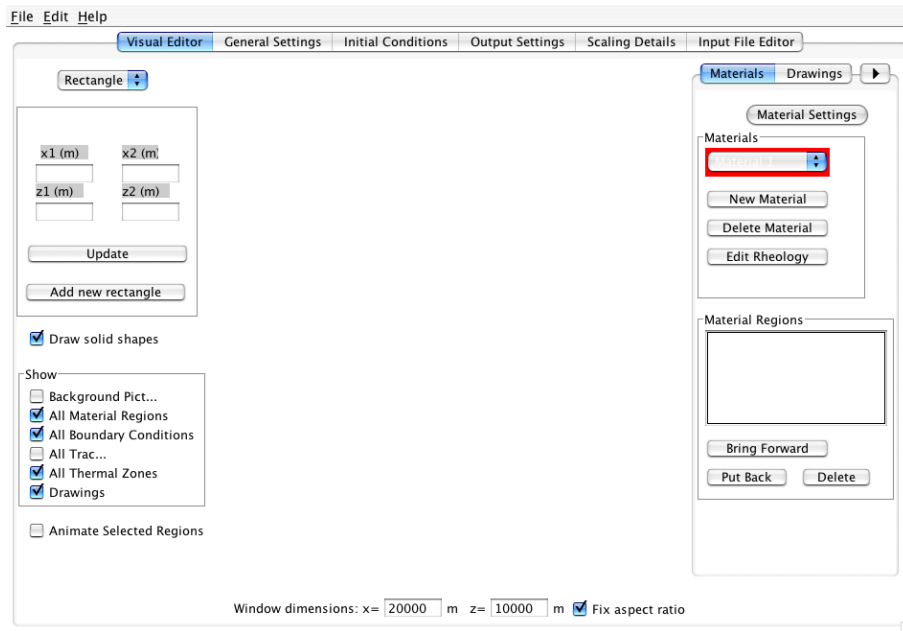 File Edit Help
Visual Editor General Settings Initial Conditions Output Settings Scaling Details Input File Editor
Rectangle
Materials Drawings
Material Settings
x1 (m) x2 (m)
z1 (m) z2 (m)
Update
Add new rectangle
Draw solid shapes
Show
Background Pict...
All Material Regions
All Boundary Conditions
All Trac...
All Thermal Zones
Drawings
Animate Selected Regions
Materials
Material 1
New Material
Delete Material
Edit Rheology
Material Regions
Bring Forward
Put Back Delete
Window dimensions: x= 20000 m z= 10000 m Fix aspect ratio